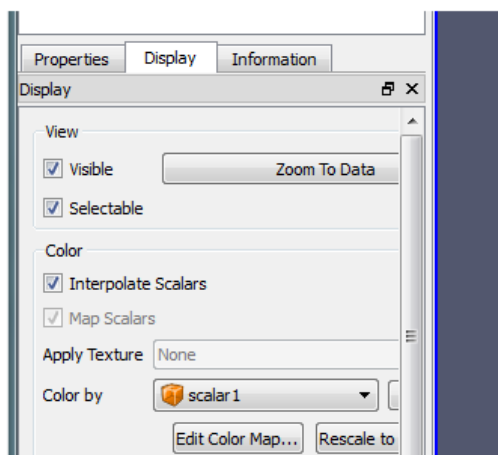 Properties Display Information
Display
View
Visible Zoom To Data
Selectable
Color
Interpolate Scalars
Map Scalars
Apply Texture None
Color by scalar1
Edit Color Map... Rescale to